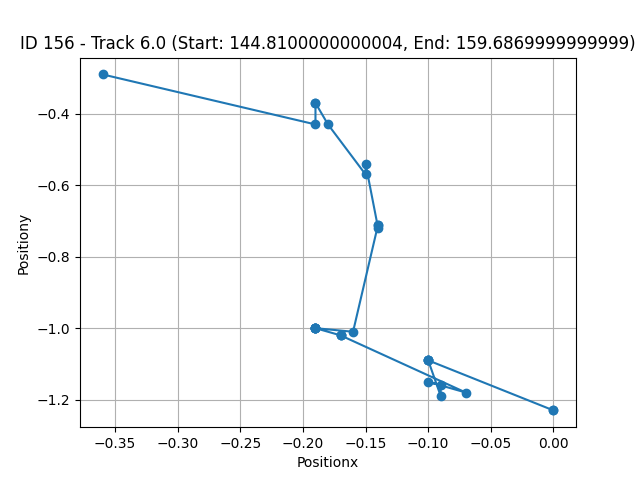 ID 156 - Track 6.0 (Start: 144.8100000000004, End: 159.6869999999999)
−0.4
−0.6
−0.8
−1.0
−1.2
Positiony
−0.35 −0.30 −0.25 −0.20 −0.15 −0.10 −0.05 0.00
Positionx